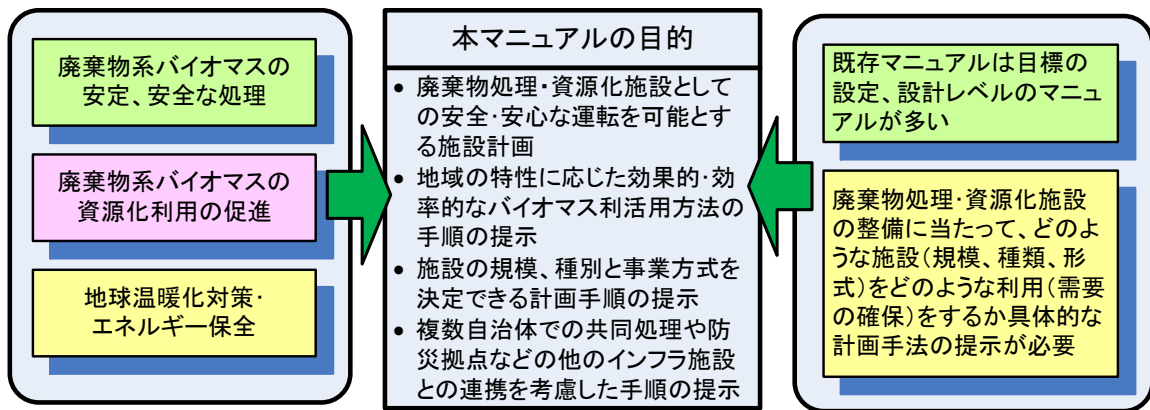 廃棄物系バイオマスの
安定、安全な処理
廃棄物系バイオマスの
資源化利用の促進
地球温暖化対策・
エネルギー保全
本マニュアルの目的
• 廃棄物処理・資源化施設として
の安全・安心な運転を可能とす
る施設計画
• 地域の特性に応じた効果的・効
率的なバイオマス利活用方法の
手順の提示
• 施設の規模、種別と事業方式を
決定できる計画手順の提示
• 複数自治体での共同処理や防
災拠点などの他のインフラ施設
との連携を考慮した手順の提示
既存マニュアルは目標の
設定、設計レベルのマニュ
アルが多い
廃棄物処理・資源化施設
の整備に当たって、どのよ
うな施設（規模、種類、形
式）をどのような利用（需要
の確保）をするか具体的な
計画手法の提示が必要